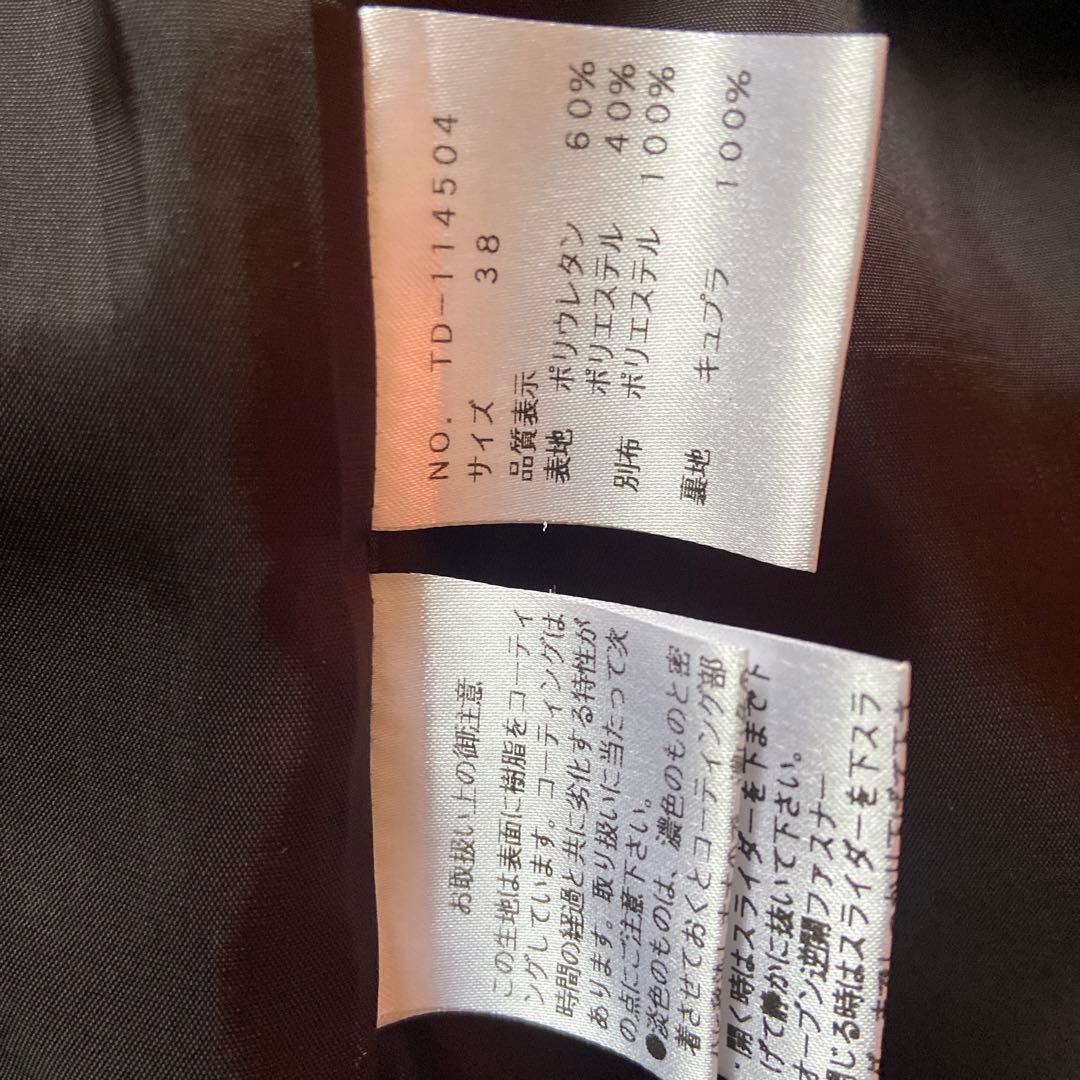 NO. TD-114504
サイズ 38
品質表示
表地 ポリウレタン 60%
ポリエステル 40%
別布 ポリエステル 100%
裏地 キュプラ 100%
お取扱い上の御注意
この生地は表面に樹脂をコーティ
ングしています。コーティングは
時間の経過と共に劣化する特性が
あります。取り扱いに当たって次
の点にご注意下さい。
●淡色のものは、濃色のものと密
着させておくとコーティング部
開く時はスライダーを下まで下
げて静かに抜いて下さい。
オープン逆開ファスナー
閉じる時はスライダーを下スラ